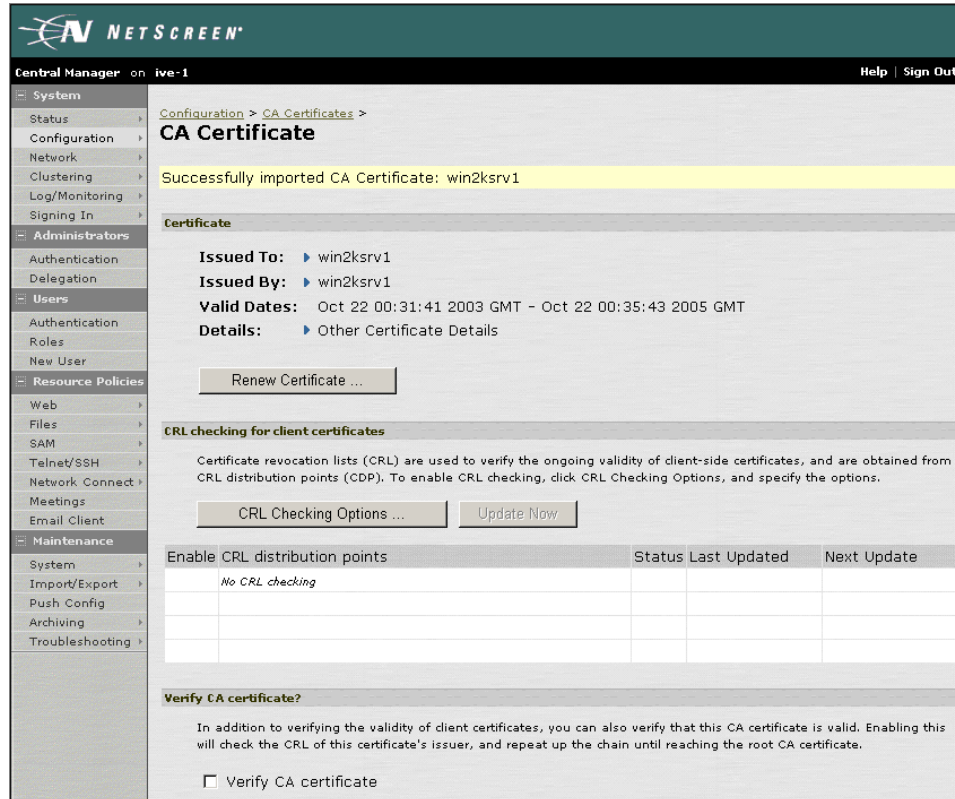 NETSCREEN
Central Manager on ive-1
Help | Sign Out
System
Status
Configuration
Network
Clustering
Log/Monitoring
Signing In
Administrators
Authentication
Delegation
Users
Authentication
Roles
New User
Resource Policies
Web
Files
SAM
Telnet/SSH
Network Connect
Meetings
Email Client
Maintenance
System
Import/Export
Push Config
Archiving
Troubleshooting
Configuration > CA Certificates >
CA Certificate
Successfully imported CA Certificate: win2ksrv1
Certificate
Issued To: win2ksrv1
Issued By: win2ksrv1
Valid Dates: Oct 22 00:31:41 2003 GMT - Oct 22 00:35:43 2005 GMT
Details: Other Certificate Details
Renew Certificate ...
CRL checking for client certificates
Certificate revocation lists (CRL) are used to verify the ongoing validity of client-side certificates, and are obtained from
CRL distribution points (CDP). To enable CRL checking, click CRL Checking Options, and specify the options.
CRL Checking Options ... Update Now
Enable CRL distribution points Status Last Updated Next Update
No CRL checking
Verify CA certificate?
In addition to verifying the validity of client certificates, you can also verify that this CA certificate is valid. Enabling this
will check the CRL of this certificate's issuer, and repeat up the chain until reaching the root CA certificate.
Verify CA certificate